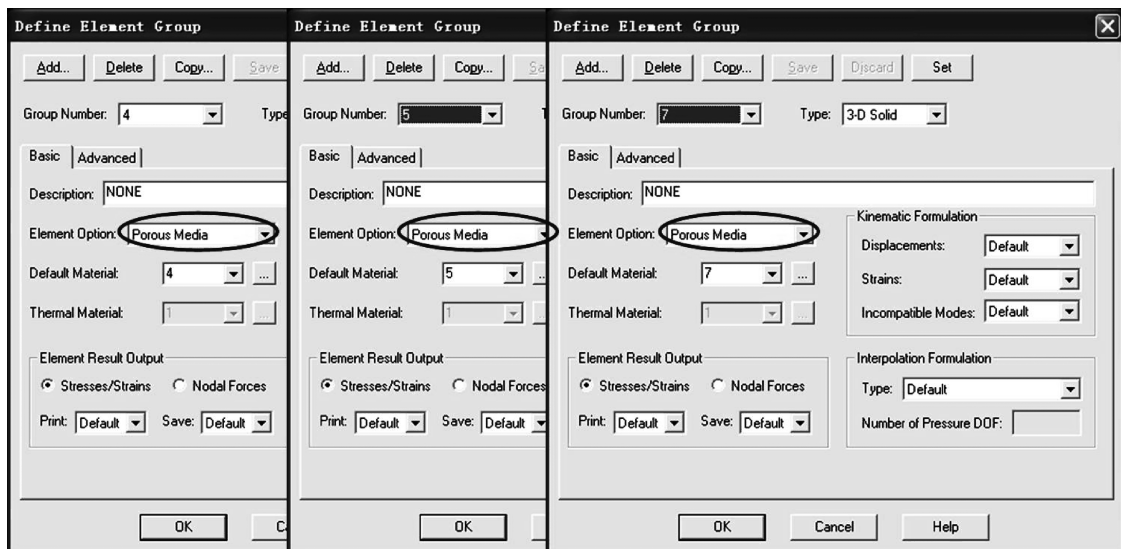 Define Element Group
Add... Delete Copy... Save
Group Number: 4 Type
Basic Advanced
Description: NONE
Element Option: Porous Media
Default Material: 4 ...
Thermal Material: 1 ...
Element Result Output
Stresses/Strains Nodal Forces
Print: Default Save: Default
OK
Define Element Group
Add... Delete Copy...
Group Number: 5
Basic Advanced
Description: NONE
Element Option: Porous Media
Default Material: 5
Thermal Material: 1
Element Result Output
Stresses/Strains Nodal Forces
Print: Default Save: Default
OK
Define Element Group
Add... Delete Copy... Save Discard Set
Group Number: 7 Type: 3-D Solid
Basic Advanced
Description: NONE
Element Option: Porous Media
Default Material: 7 ...
Thermal Material: 1 ...
Kinematic Formulation
Displacements: Default
Strains: Default
Incompatible Modes: Default
Element Result Output
Stresses/Strains Nodal Forces
Print: Default Save: Default
Interpolation Formulation
Type: Default
Number of Pressure DOF:
OK Cancel Help